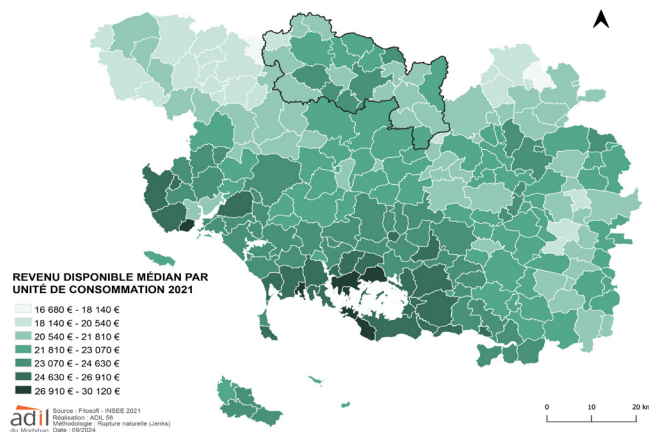 REVENU DISPONIBLE MÉDIAN PAR
UNITÉ DE CONSOMMATION 2021
16 680 € - 18 140 €
18 140 € - 20 540 €
20 540 € - 21 810 €
21 810 € - 23 070 €
23 070 € - 24 630 €
24 630 € - 26 910 €
26 910 € - 30 120 €
adil
du Morbihan
Source : Filosofi - INSEE 2021
Réalisation : ADIL 56
Méthodologie : Rupture naturelle (Jenks)
Date : 09/2024
0 10 20 km